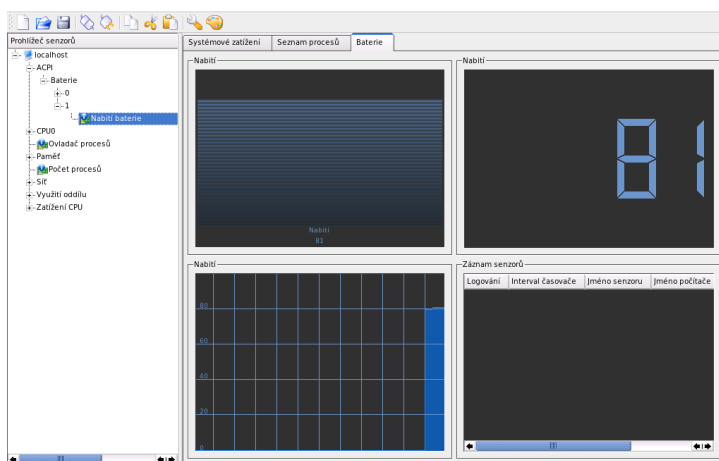 Prohlížeč senzorů
localhost
ACPI
Baterie
0
1
Nabití baterie
CPU0
Ovladač procesů
Paměť
Počet procesů
Síť
Využití oddílu
Zatížení CPU
Systémové zatížení
Seznam procesů
Baterie
Nabití
Nabití
81
Nabití
81
Nabití
80
60
40
20
0
Záznam senzorů
Logování Interval časovače Jméno senzoru Jméno počítače